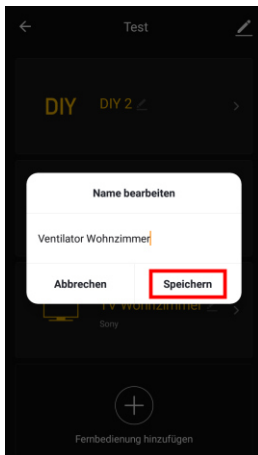 Test
DIY
DIY 2
Name bearbeiten
Ventilator Wohnzimmer
Abbrechen
Speichern
TV Wohnzimmer
Sony
Fernbedienung hinzufügen